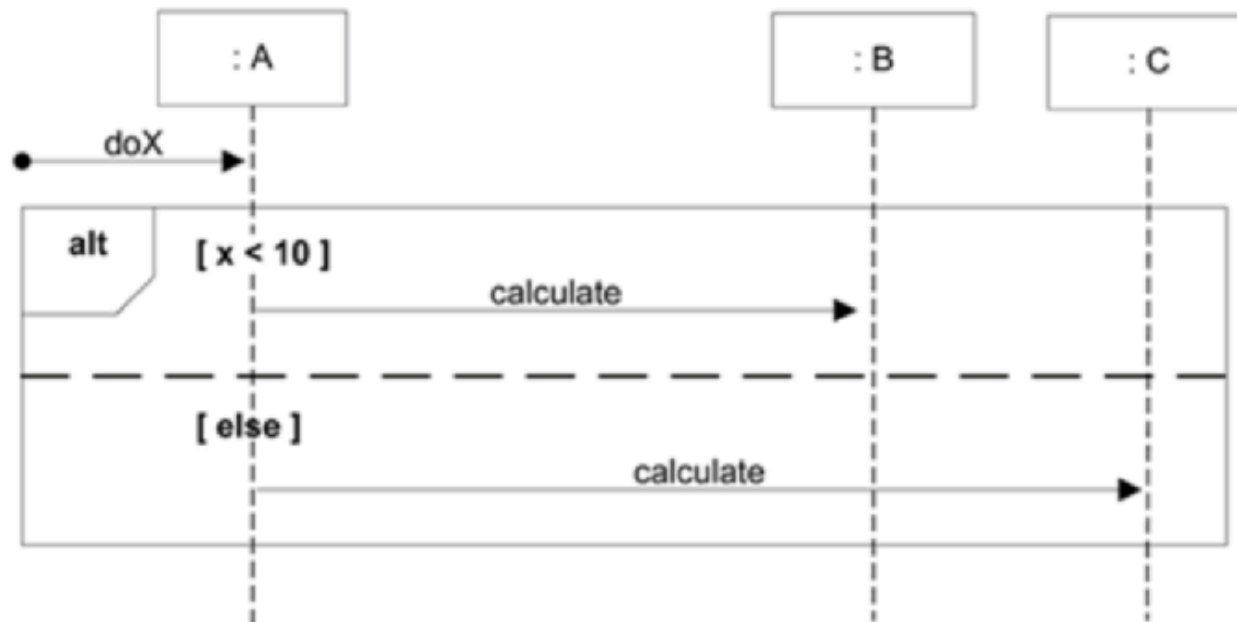 : A
: B
: C
doX
alt
[ x < 10 ]
calculate
[ else ]
calculate